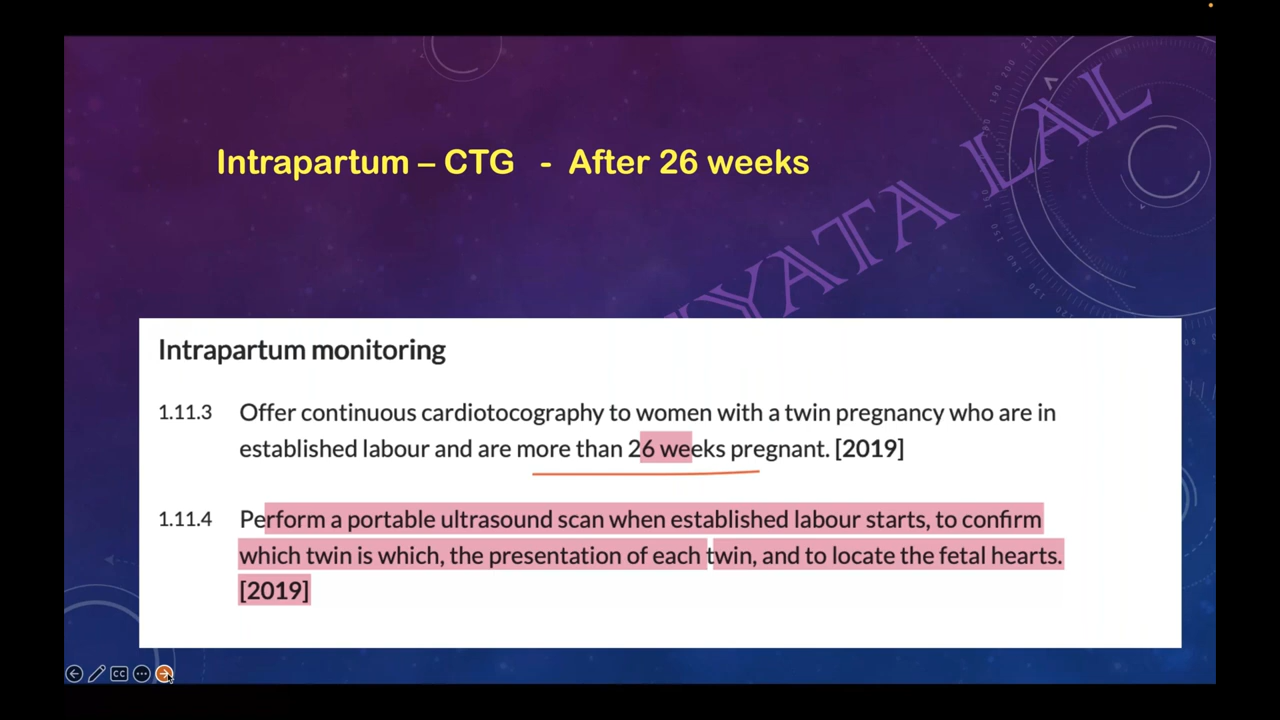 Intrapartum – CTG - After 26 weeks
YATA LAL
Intrapartum monitoring
1.11.3 Offer continuous cardiotocography to women with a twin pregnancy who are in
established labour and are more than 26 weeks pregnant. [2019]
1.11.4 Perform a portable ultrasound scan when established labour starts, to confirm
which twin is which, the presentation of each twin, and to locate the fetal hearts.
[2019]
CC